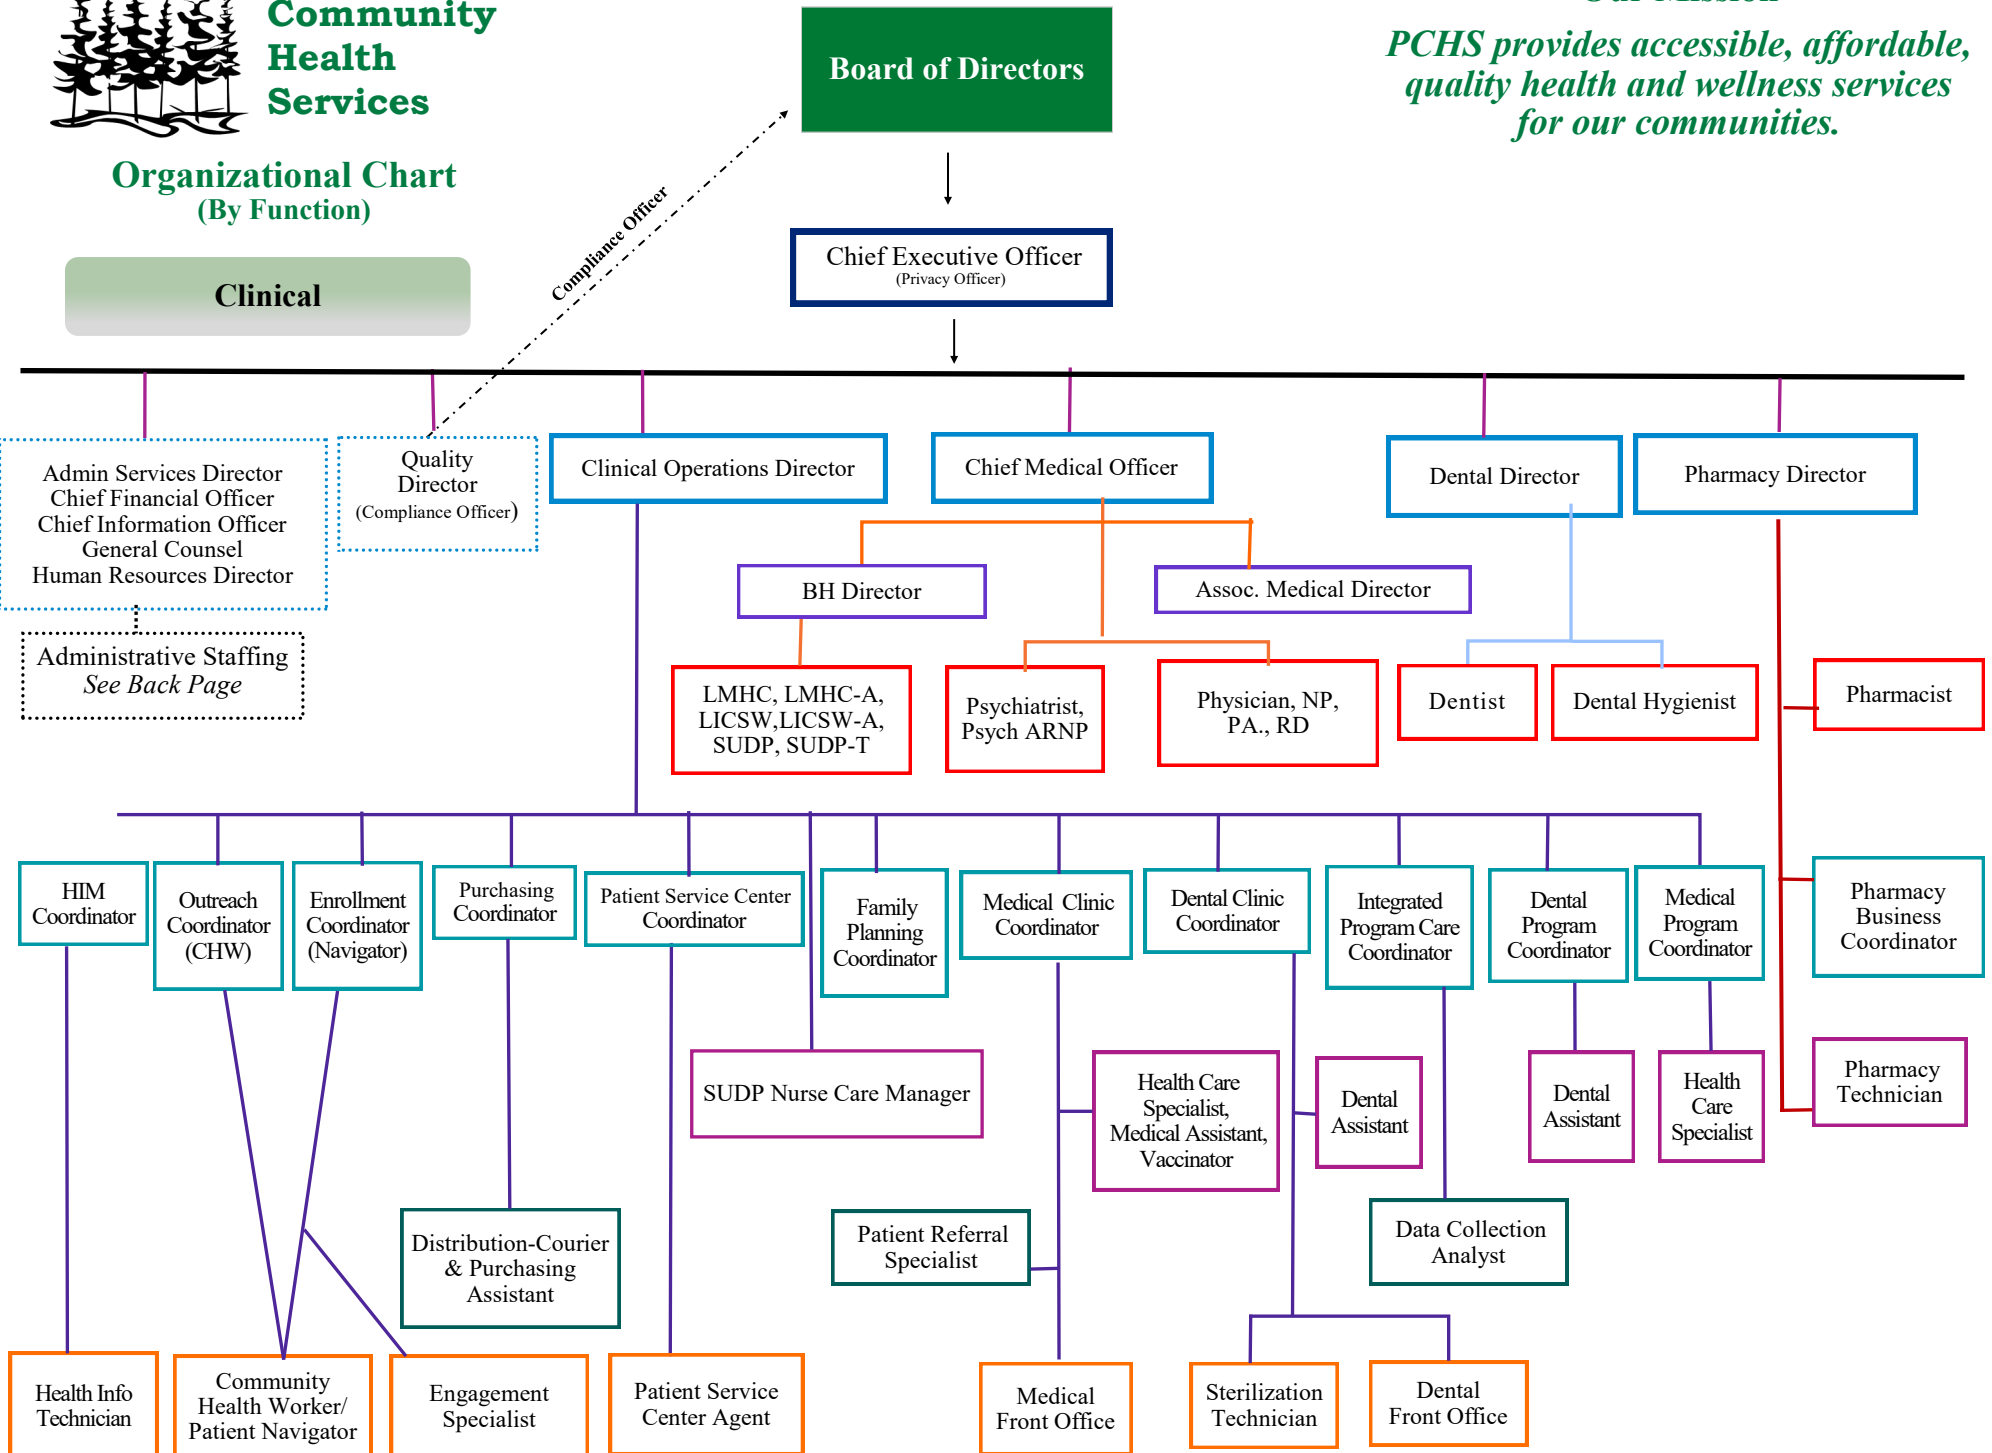 Community
Health
Services
Organizational Chart
(By Function)
Clinical
Board of Directors
Our Mission
PCHS provides accessible, affordable,
quality health and wellness services
for our communities.
Compliance Officer
Chief Executive Officer
(Privacy Officer)
Admin Services Director
Chief Financial Officer
Chief Information Officer
General Counsel
Human Resources Director
Quality
Director
(Compliance Officer)
Clinical Operations Director
Chief Medical Officer
Dental Director
Pharmacy Director
Administrative Staffing
See Back Page
BH Director
Assoc. Medical Director
LMHC, LMHC-A,
LICSW,LICSW-A,
SUDP, SUDP-T
Psychiatrist,
Psych ARNP
Physician, NP,
PA., RD
Dentist
Dental Hygienist
Pharmacist
HIM
Coordinator
Outreach
Coordinator
(CHW)
Enrollment
Coordinator
(Navigator)
Purchasing
Coordinator
Patient Service Center
Coordinator
Family
Planning
Coordinator
Medical Clinic
Coordinator
Dental Clinic
Coordinator
Integrated
Program Care
Coordinator
Dental
Program
Coordinator
Medical
Program
Coordinator
Pharmacy
Business
Coordinator
SUDP Nurse Care Manager
Health Care
Specialist,
Medical Assistant,
Vaccinator
Dental
Assistant
Dental
Assistant
Health
Care
Specialist
Pharmacy
Technician
Distribution-Courier
& Purchasing
Assistant
Patient Referral
Specialist
Data Collection
Analyst
Health Info
Technician
Community
Health Worker/
Patient Navigator
Engagement
Specialist
Patient Service
Center Agent
Medical
Front Office
Sterilization
Technician
Dental
Front Office